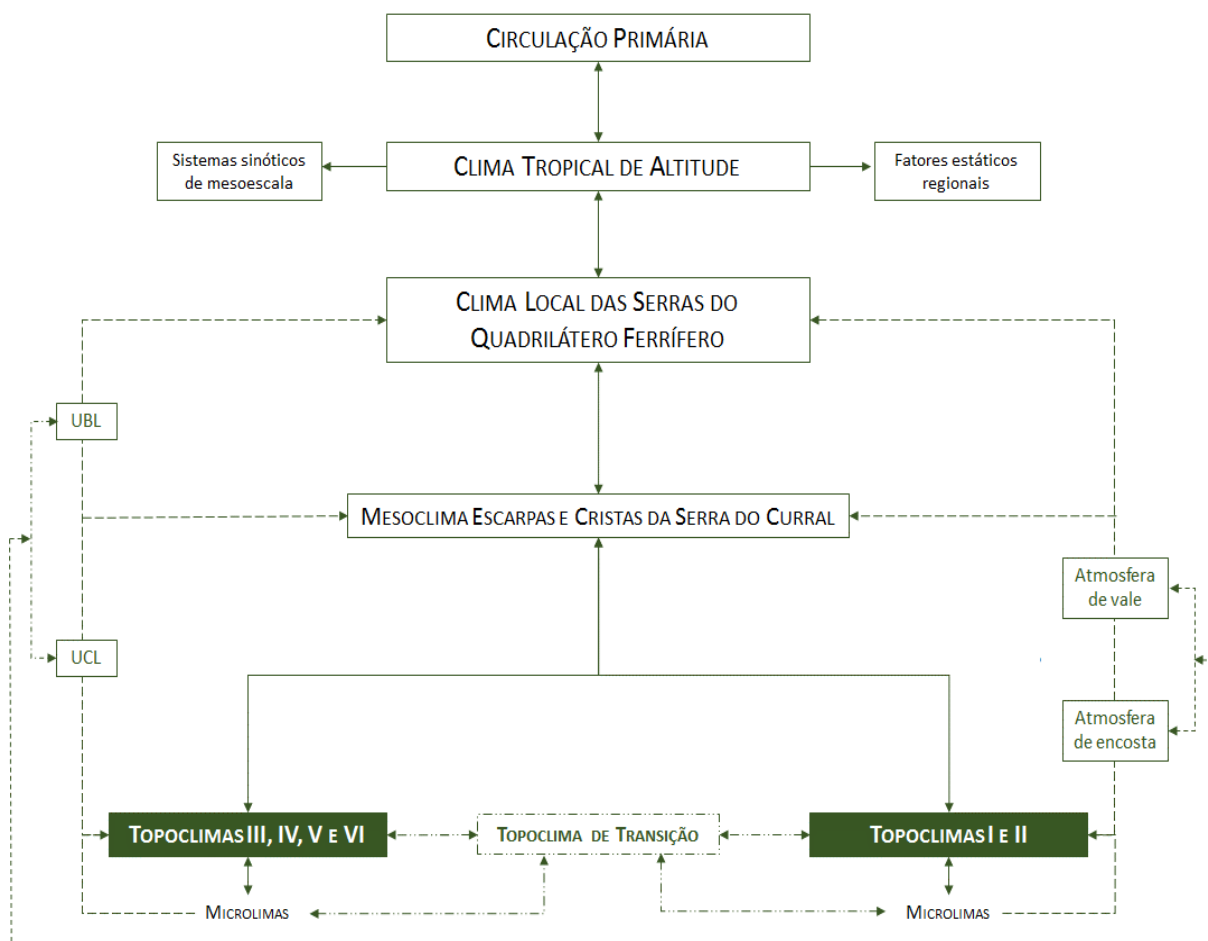 CIRCULAÇÃO PRIMÁRIA
Sistemas sinóticos
de mesoescala
CLIMA TROPICAL DE ALTITUDE
Fatores estáticos
regionais
CLIMA LOCAL DAS SERRAS DO
QUADRILÁTERO FERRÍFERO
UBL
MESOCLIMA ESCARPAS E CRISTAS DA SERRA DO CURRAL
Atmosfera
de vale
UCL
Atmosfera
de encosta
TOPOCLIMAS III, IV, V E VI
TOPOCLIMA DE TRANSIÇÃO
TOPOCLIMAS I E II
MICROLIMAS
MICROLIMAS